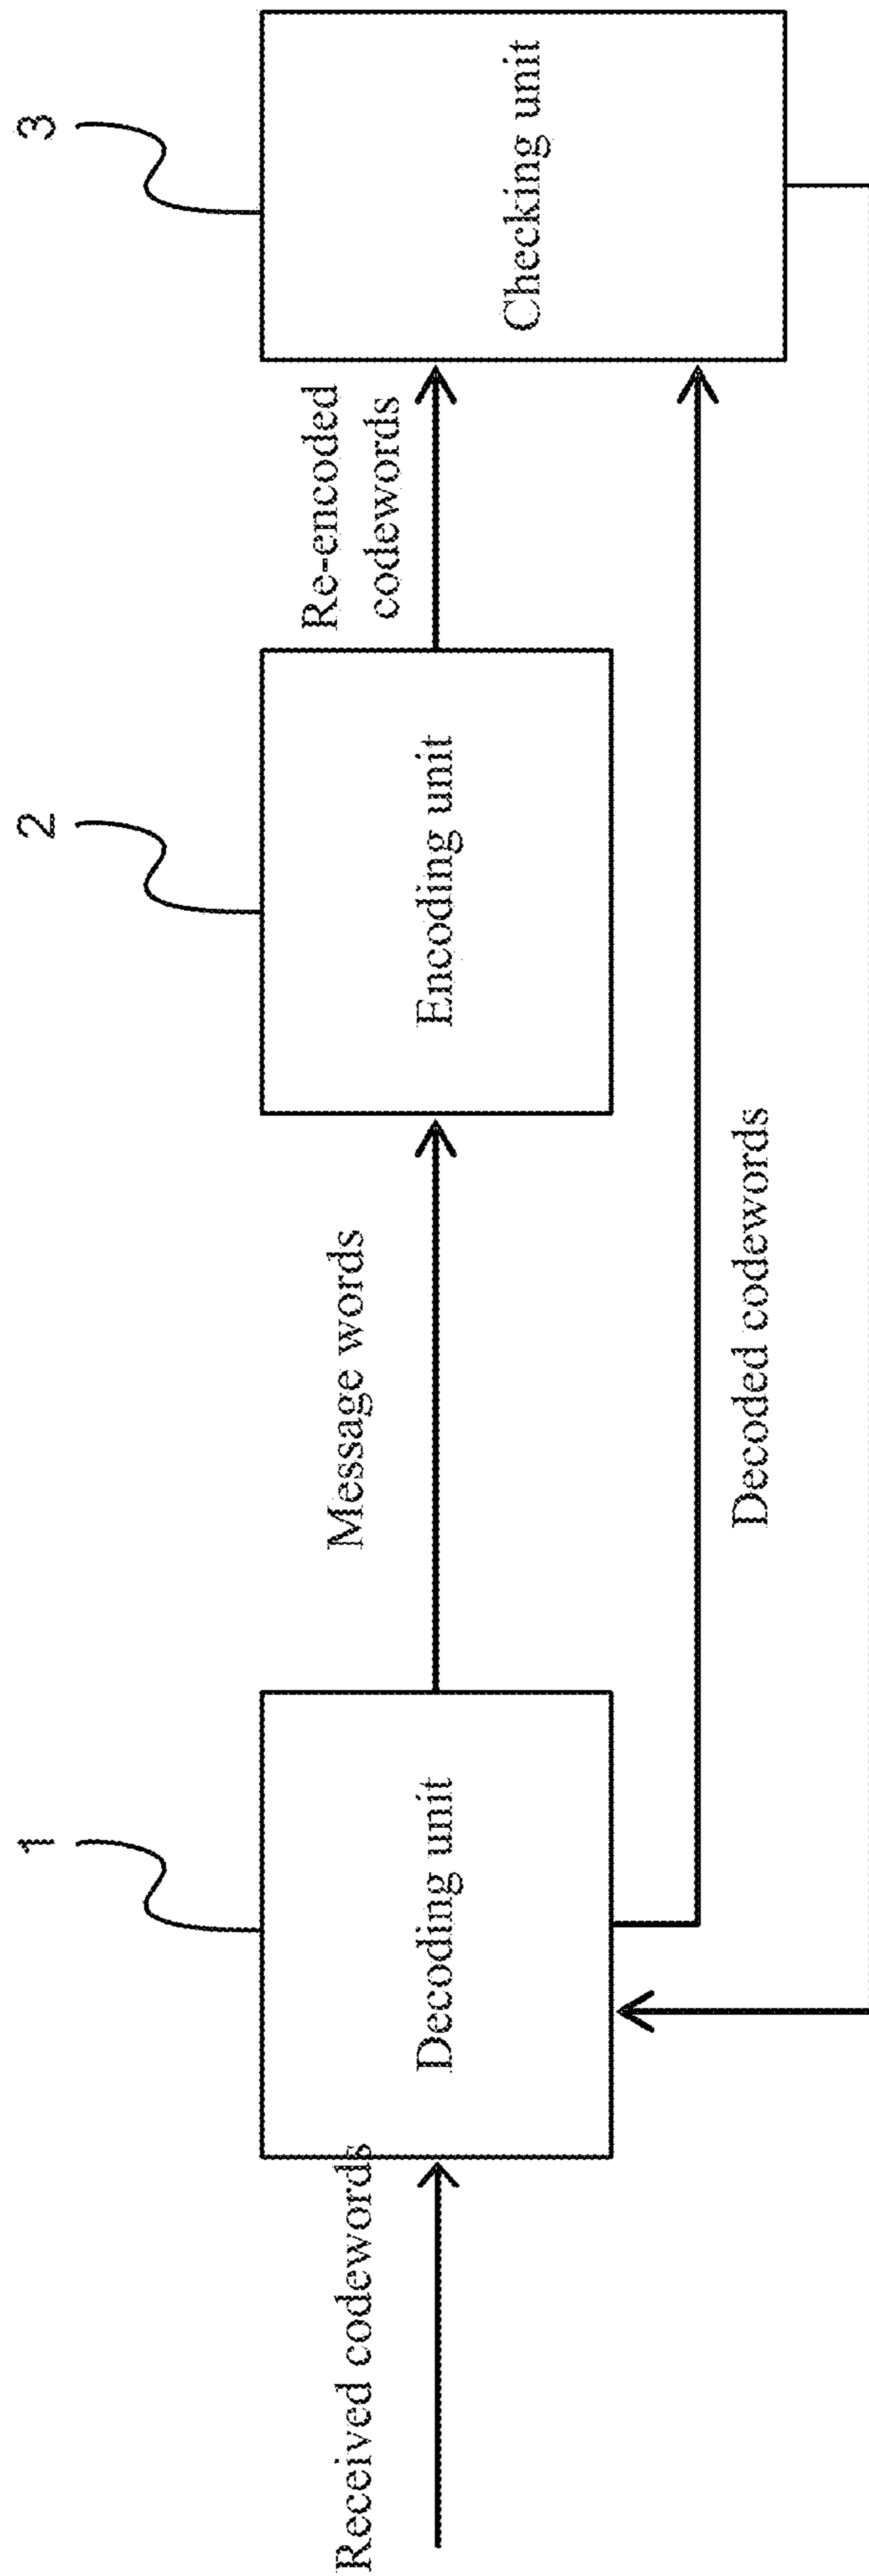 1
2
3
Received codewords
Decoding unit
Message words
Encoding unit
Re-encoded
codewords
Checking unit
Decoded codewords